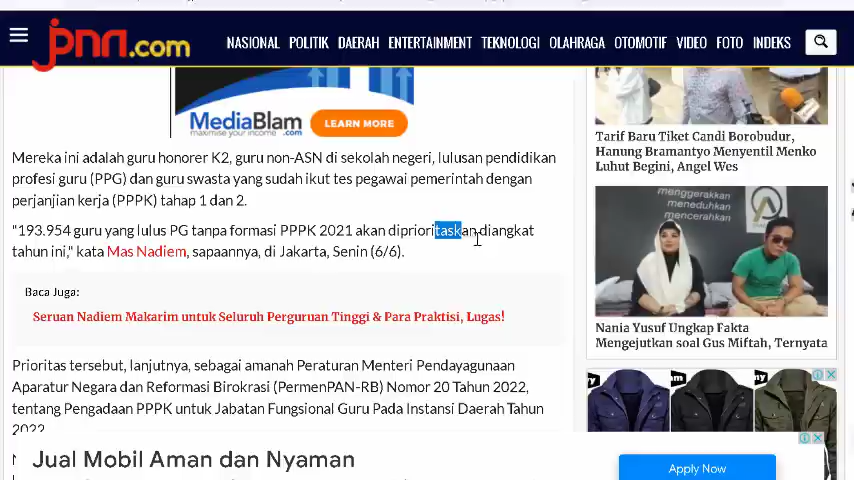 jpnn.com
NASIONAL POLITIK DAERAH ENTERTAINMENT TEKNOLOGI OLAHRAGA OTOMOTIF VIDEO FOTO INDEKS
MediaBlam
maximise your income .com
LEARN MORE
Mereka ini adalah guru honorer K2, guru non-ASN di sekolah negeri, lulusan pendidikan
profesi guru (PPG) dan guru swasta yang sudah ikut tes pegawai pemerintah dengan
perjanjian kerja (PPPK) tahap 1 dan 2.
"193.954 guru yang lulus PG tanpa formasi PPPK 2021 akan diprioritaskan diangkat
tahun ini," kata Mas Nadiem, sapaannya, di Jakarta, Senin (6/6).
Baca Juga:
Seruan Nadiem Makarim untuk Seluruh Perguruan Tinggi & Para Praktisi, Lugas!
Prioritas tersebut, lanjutnya, sebagai amanah Peraturan Menteri Pendayagunaan
Aparatur Negara dan Reformasi Birokrasi (PermenPAN-RB) Nomor 20 Tahun 2022,
tentang Pengadaan PPPK untuk Jabatan Fungsional Guru Pada Instansi Daerah Tahun
2022
Tarif Baru Tiket Candi Borobudur,
Hanung Bramantyo Menyentil Menko
Luhut Begini, Angel Wes
menggerakkan
menegakkan
mencerahkan
Nania Yusuf Ungkap Fakta
Mengejutkan soal Gus Miftah, Ternyata
Jual Mobil Aman dan Nyaman
Apply Now